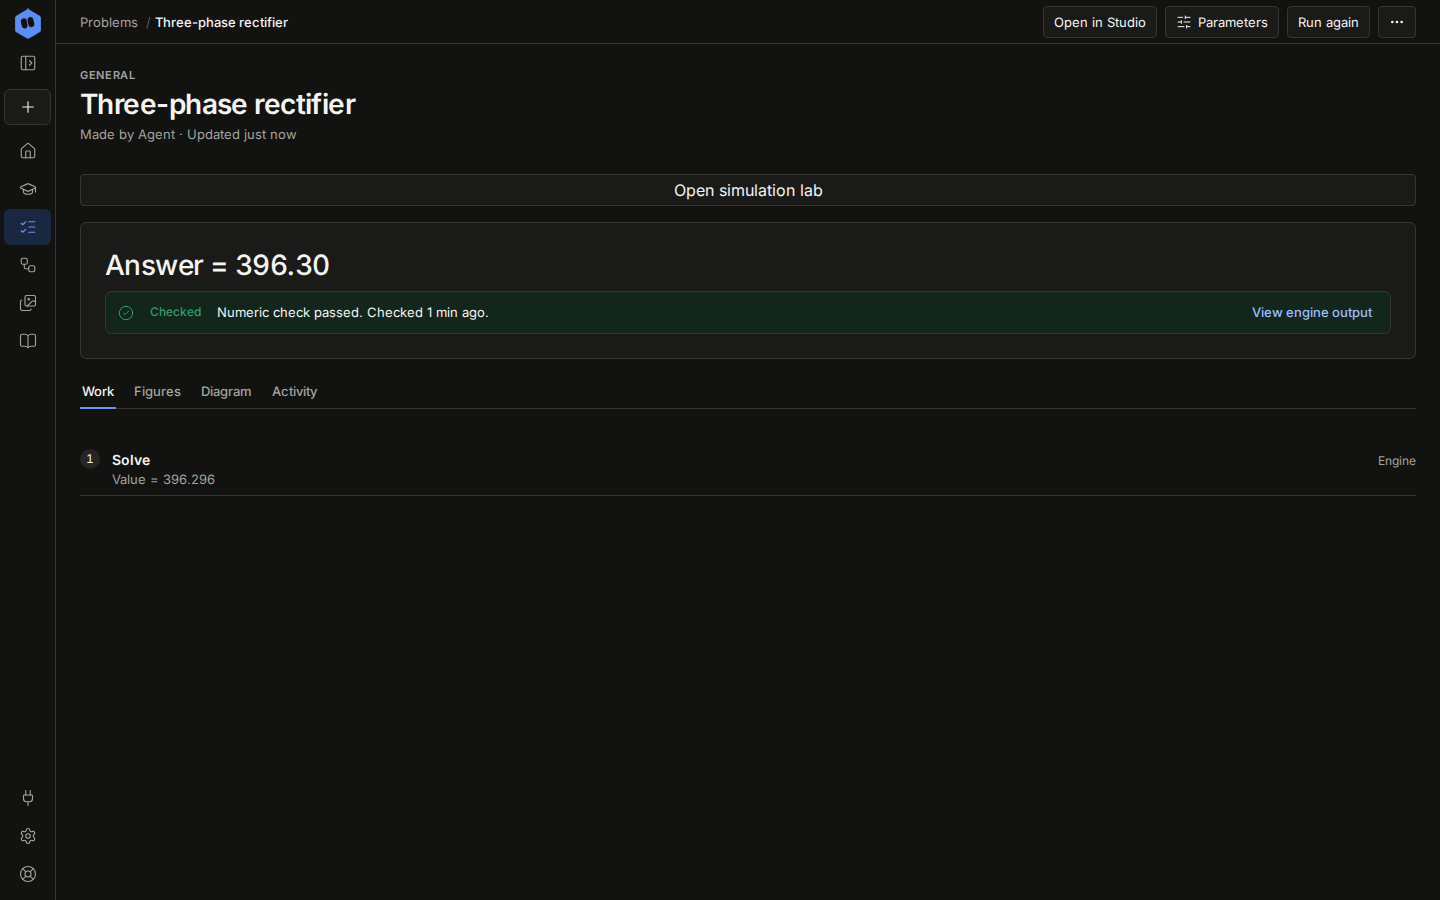 Problems / Three-phase rectifier
Open in Studio
Parameters
Run again
GENERAL
Three-phase rectifier
Made by Agent · Updated just now
Open simulation lab
Answer = 396.30
Checked Numeric check passed. Checked 1 min ago. View engine output
Work Figures Diagram Activity
1 Solve Engine
Value = 396.296